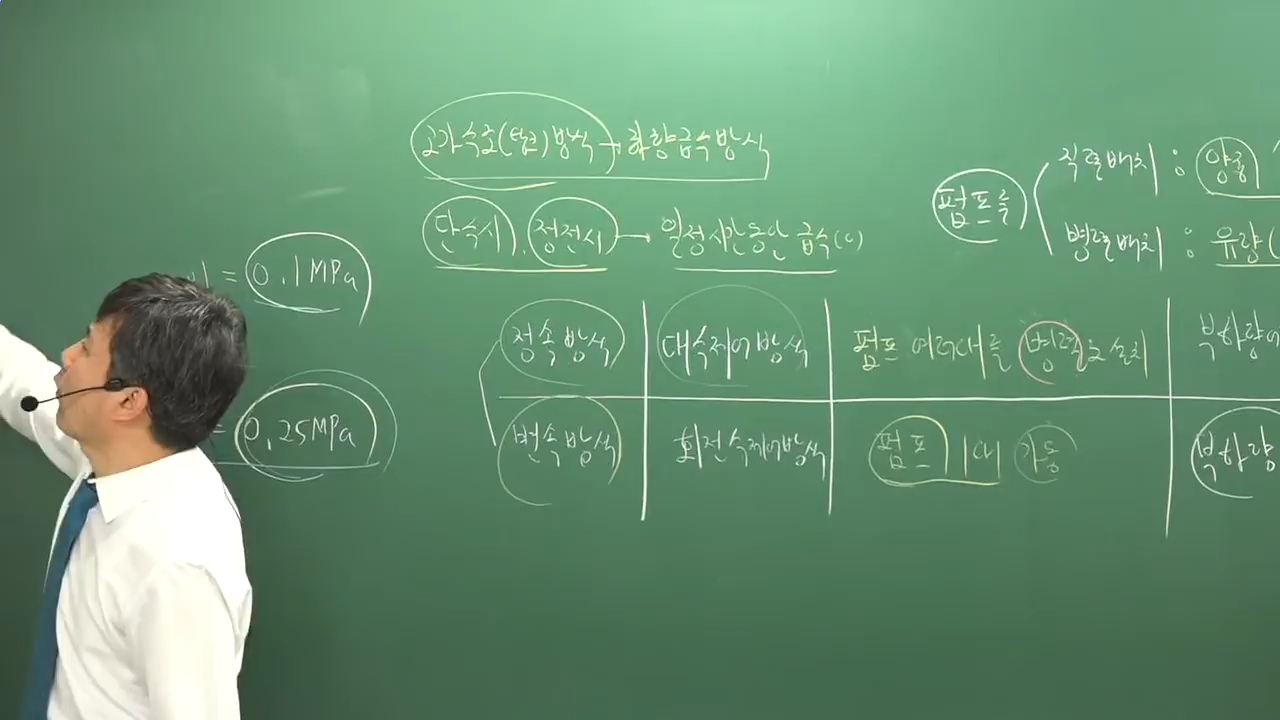 고가수조(탱크)방식 → 하향급수방식
단수시, 정전시 → 일정시간동안 급수(O)
= 0.1MPa
= 0.25MPa
펌프를
직렬배치 : 양정
병렬배치 : 유량(
정속방식 대수제어방식 펌프 여러대를 병렬로 설치 부하량이
변속방식 회전수제어방식 펌프 1대 가동 부하량